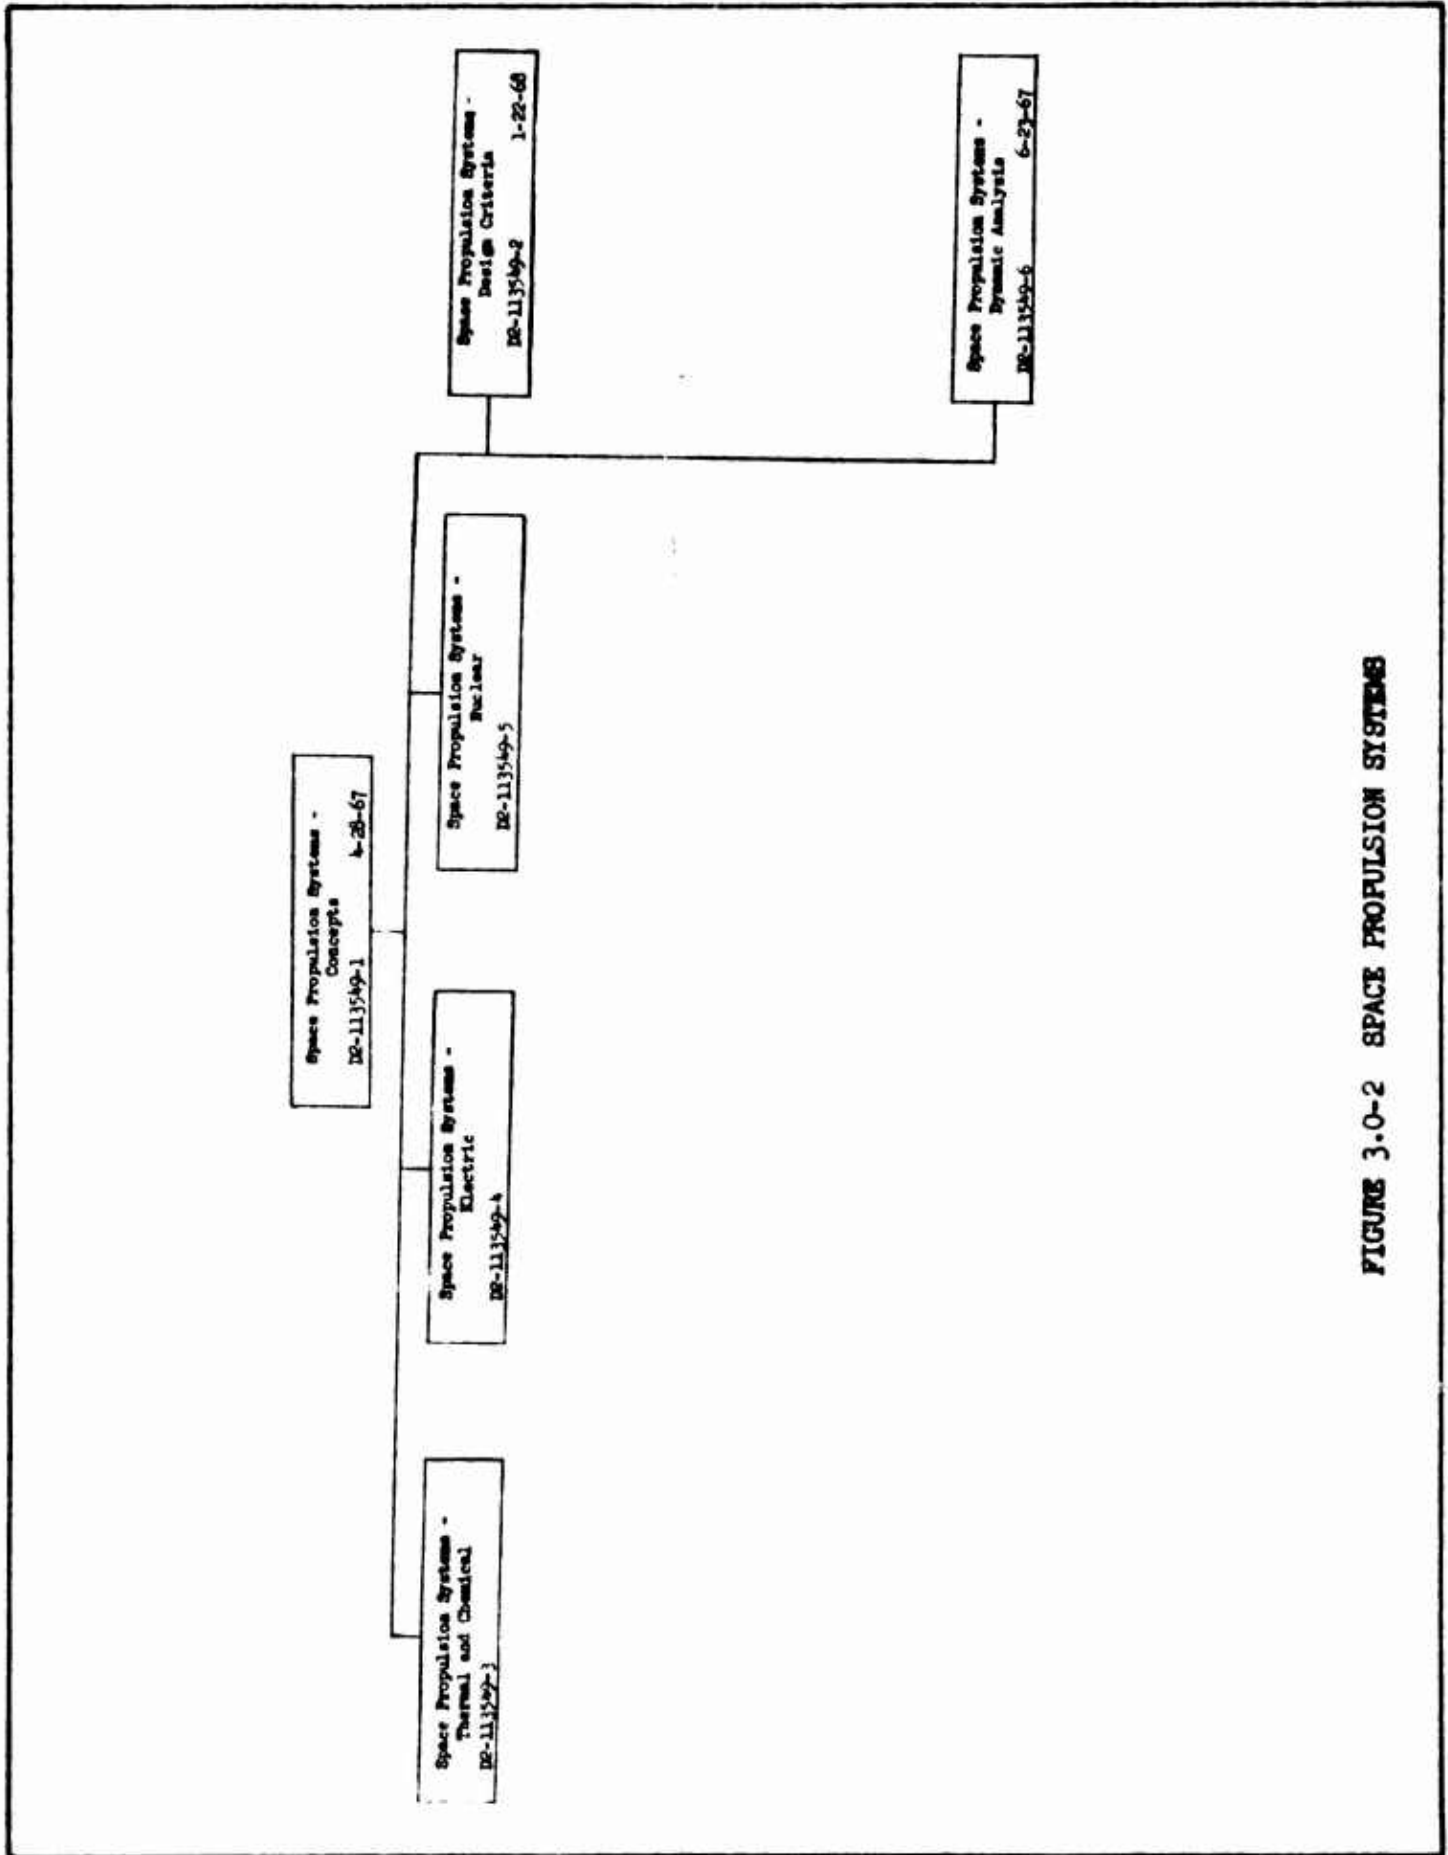 Space Propulsion Systems -
Concepts
D2-113549-1 4-28-67
Space Propulsion Systems -
Thermal and Chemical
D2-113549-3
Space Propulsion Systems -
Electric
D2-113549-4
Space Propulsion Systems -
Nuclear
D2-113549-5
Space Propulsion Systems -
Design Criteria
D2-113549-2 1-22-68
Space Propulsion Systems -
Dynamic Analysis
D2-113549-6 6-23-67
FIGURE 3.0-2 SPACE PROPULSION SYSTEMS